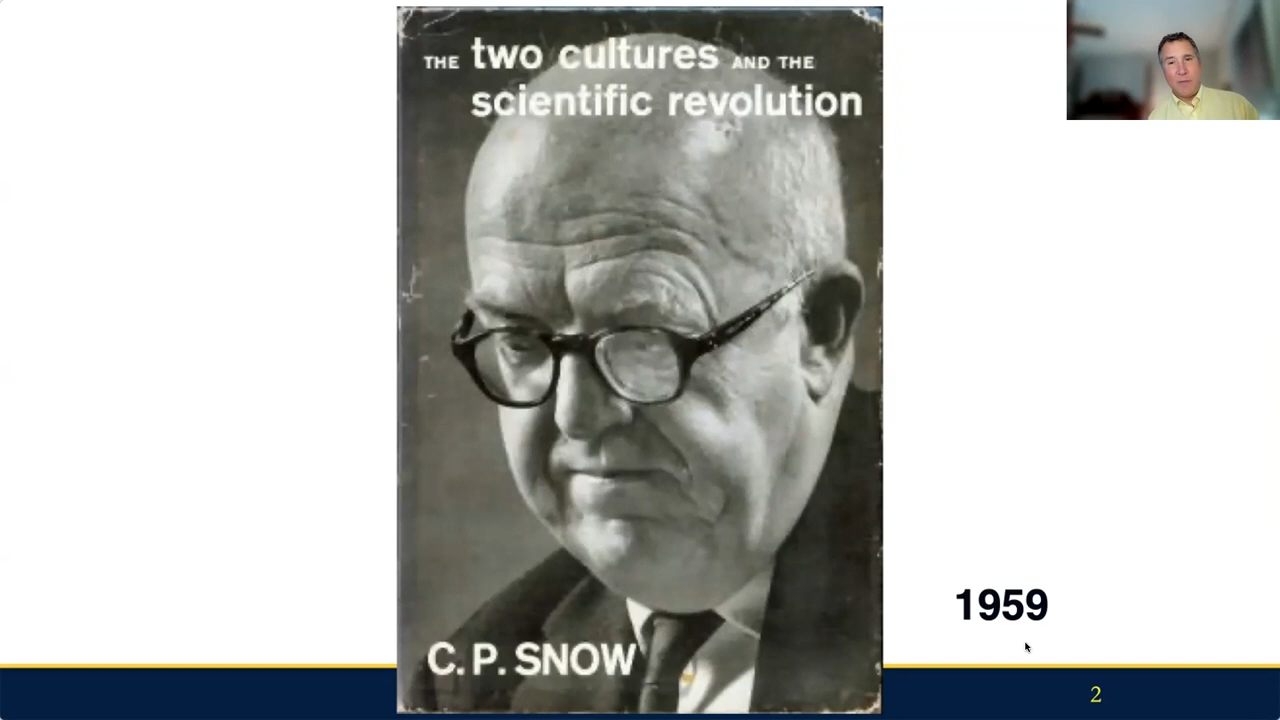 THE two cultures AND THE
scientific revolution
C.P. SNOW
1959
2